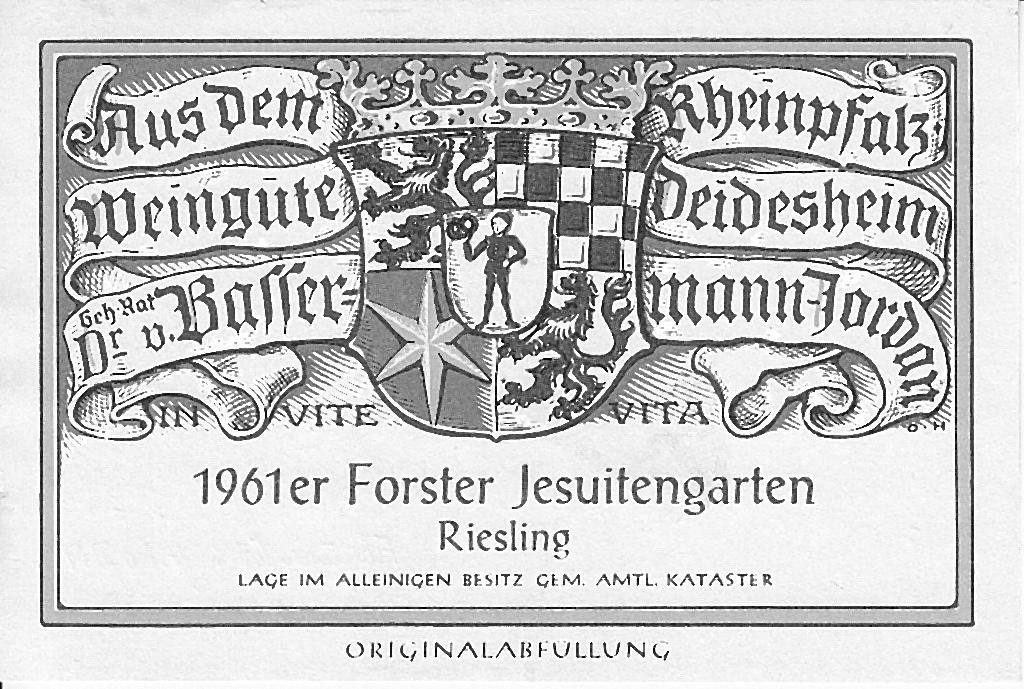 Aus dem Rheinpfalz
Weingute Deidesheim
Geh. Rat
Dr. v. Basser-mann-Jordan
IN VITE VITA
O H
1961er Forster Jesuitengarten
Riesling
LAGE IM ALLEINIGEN BESITZ GEM. AMTL. KATASTER
ORIGINALABFÜLLUNG